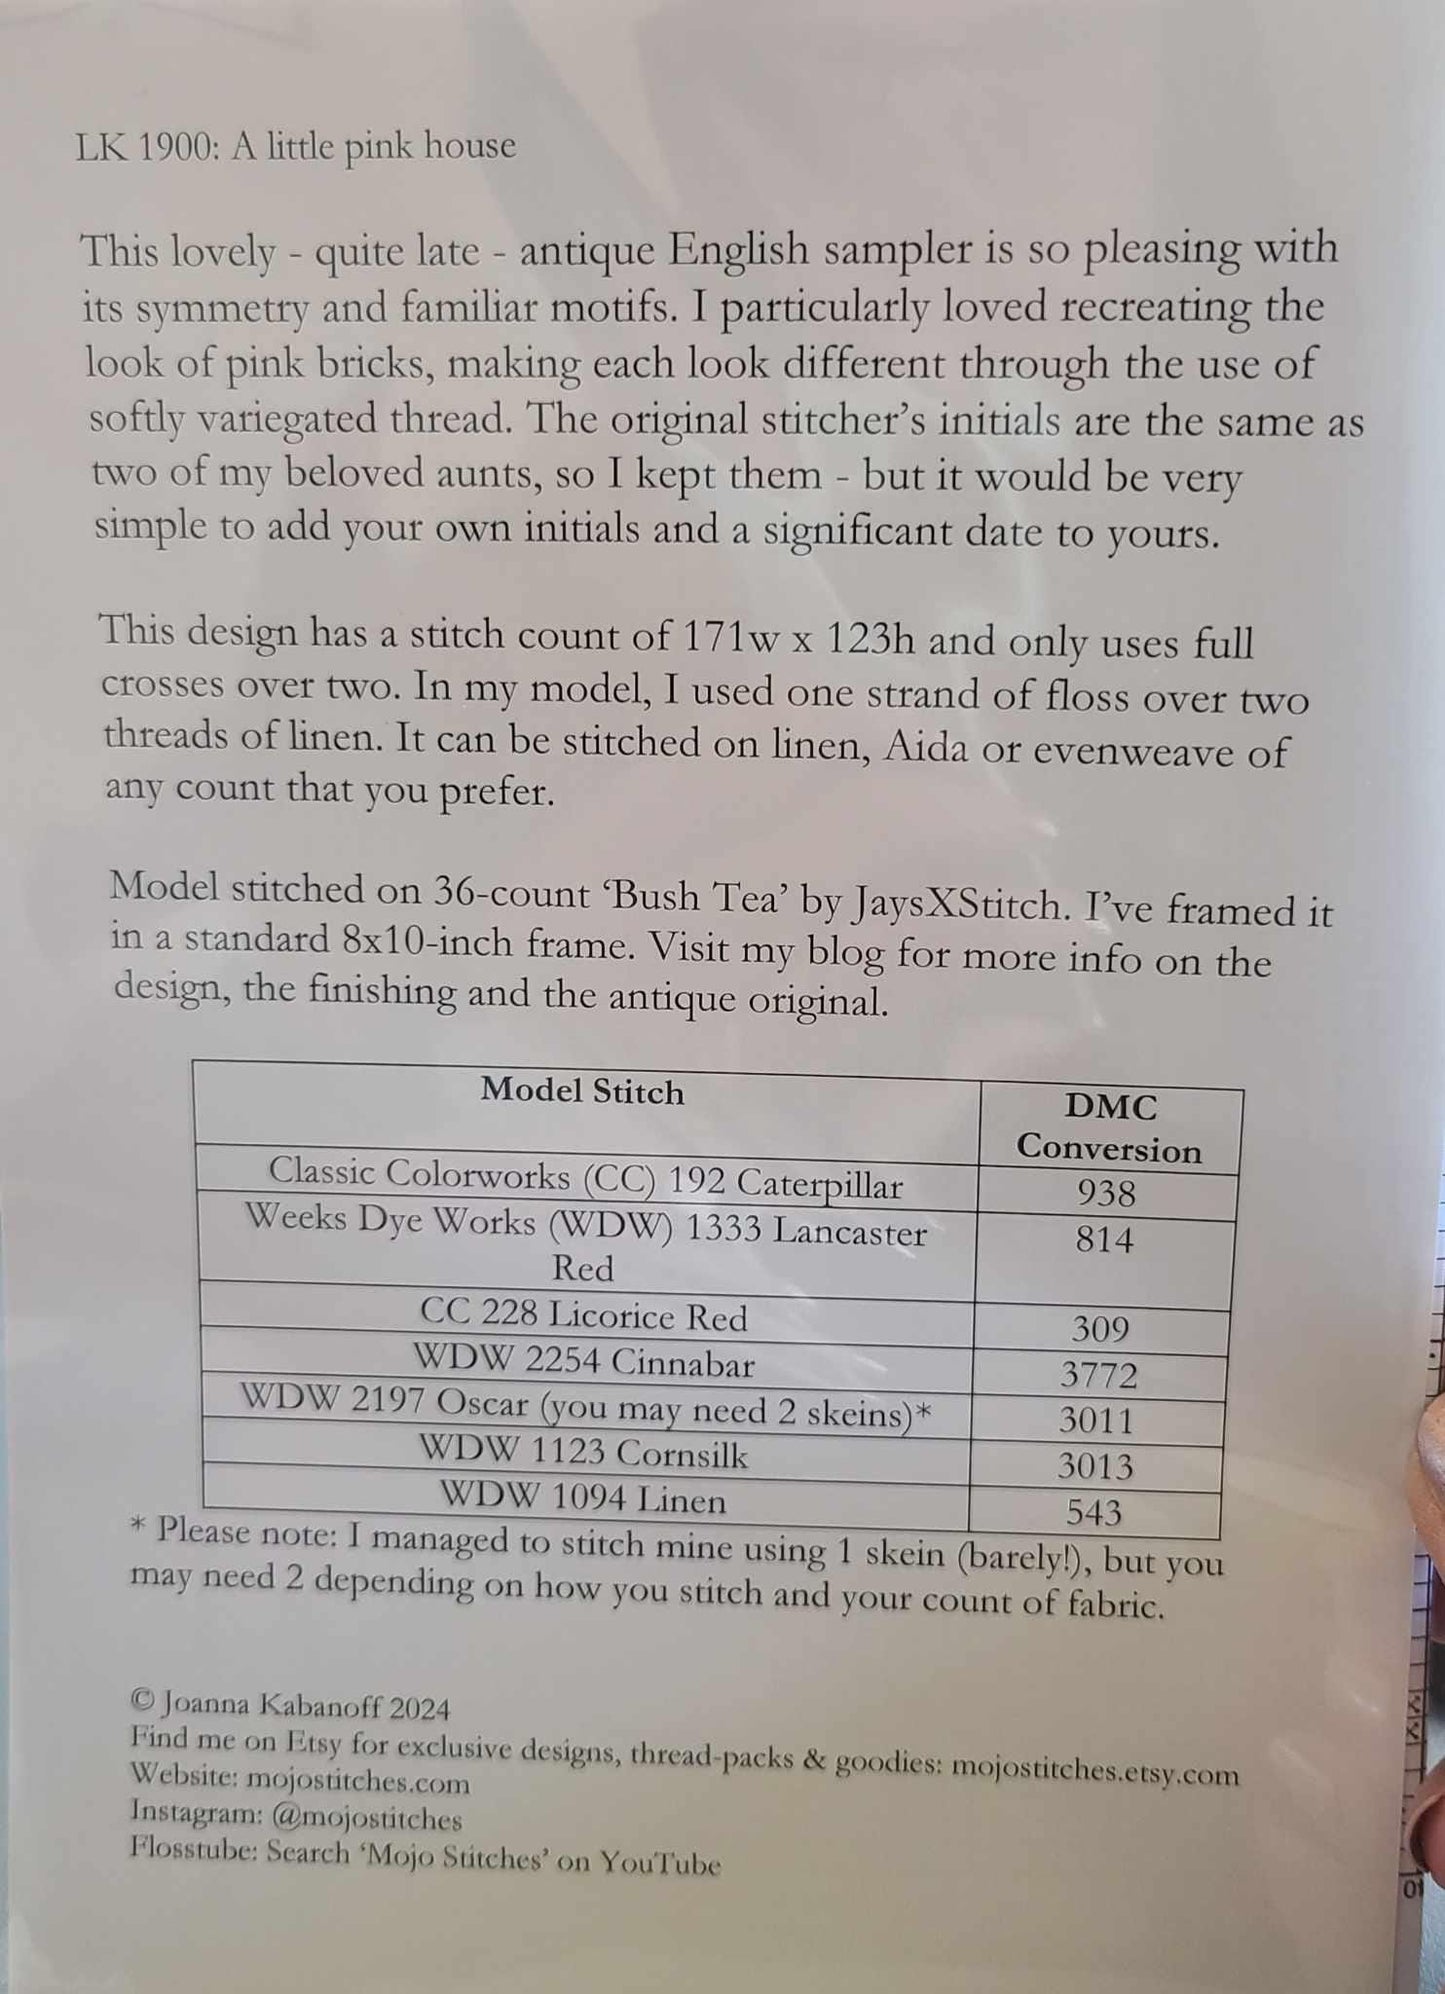 LK 1900: A little pink house
This lovely - quite late - antique English sampler is so pleasing with
its symmetry and familiar motifs. I particularly loved recreating the
look of pink bricks, making each look different through the use of
softly variegated thread. The original stitcher’s initials are the same as
two of my beloved aunts, so I kept them - but it would be very
simple to add your own initials and a significant date to yours.
This design has a stitch count of 171w x 123h and only uses full
crosses over two. In my model, I used one strand of floss over two
threads of linen. It can be stitched on linen, Aida or evenweave of
any count that you prefer.
Model stitched on 36-count ‘Bush Tea’ by JaysXStitch. I’ve framed it
in a standard 8x10-inch frame. Visit my blog for more info on the
design, the finishing and the antique original.
Model Stitch DMC
Conversion
Classic Colorworks (CC) 192 Caterpillar 938
Weeks Dye Works (WDW) 1333 Lancaster 814
Red
CC 228 Licorice Red 309
WDW 2254 Cinnabar 3772
WDW 2197 Oscar (you may need 2 skeins)* 3011
WDW 1123 Cornsilk 3013
WDW 1094 Linen 543
* Please note: I managed to stitch mine using 1 skein (barely!), but you
may need 2 depending on how you stitch and your count of fabric.
© Joanna Kabanoff 2024
Find me on Etsy for exclusive designs, thread-packs & goodies: mojostitches.etsy.com
Website: mojostitches.com
Instagram: @mojostitches
Flosstube: Search ‘Mojo Stitches’ on YouTube